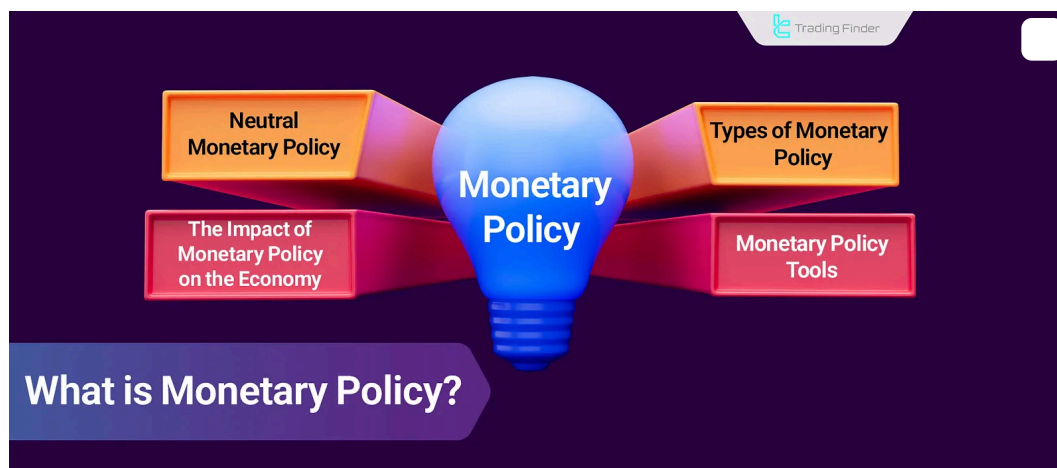 Trading Finder
Neutral
Monetary Policy
Types of Monetary
Policy
Monetary
Policy
The Impact of
Monetary Policy
on the Economy
Monetary Policy
Tools
What is Monetary Policy?